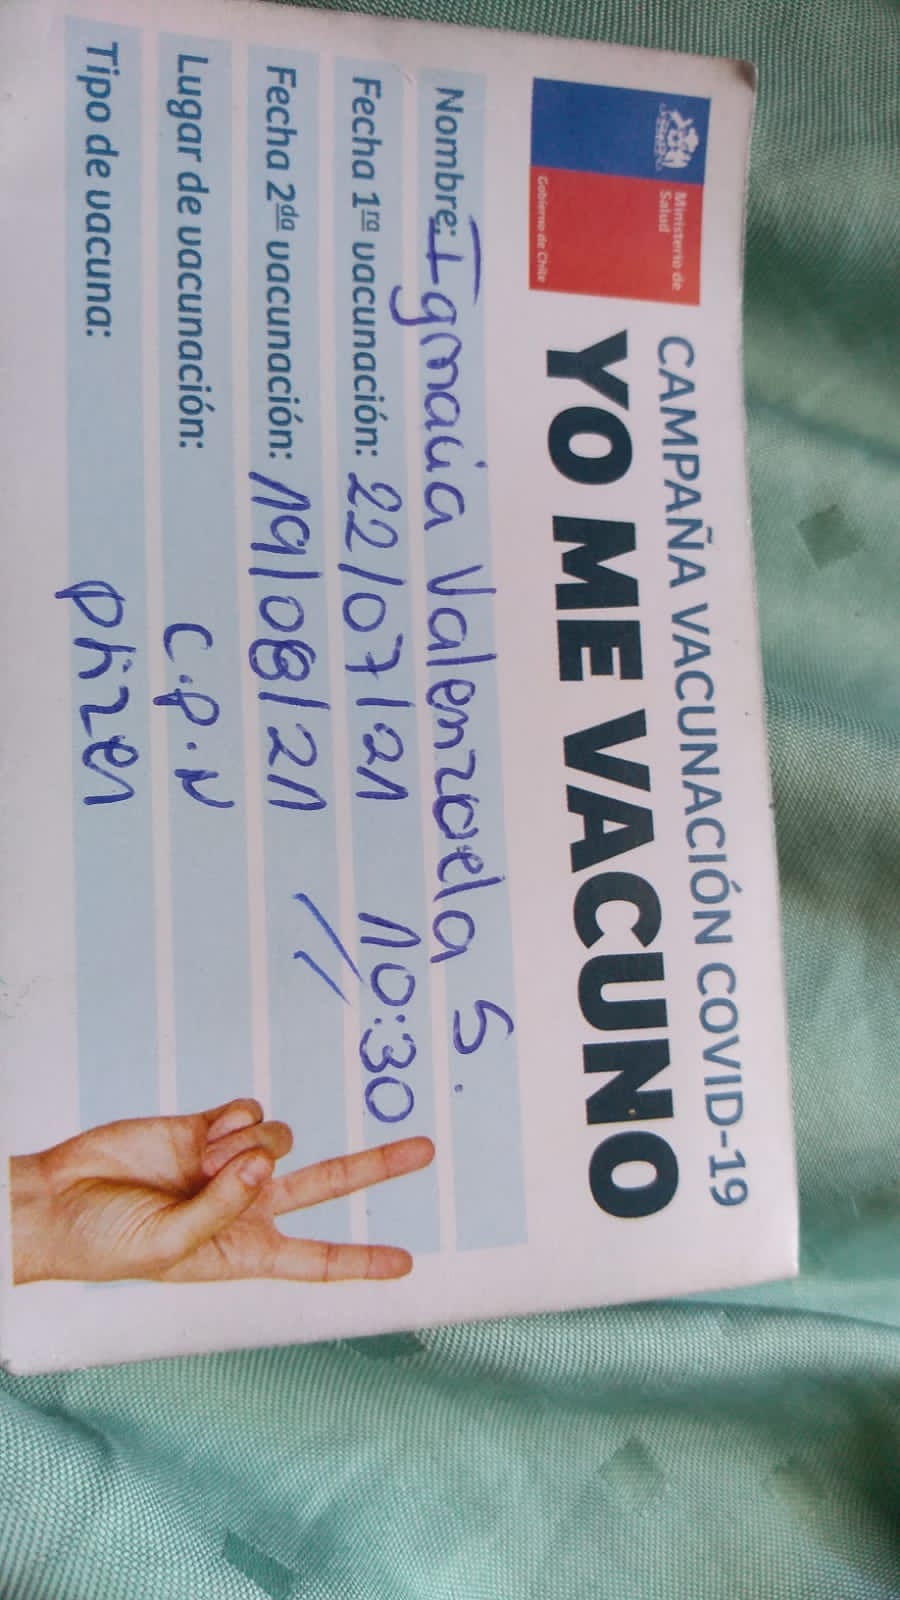 Ministerio de
Salud
Gobierno de Chile
CAMPAÑA VACUNACIÓN COVID-19
YO ME VACUNO
Nombre: Ignacia Valenzuela S.
Fecha 1ra vacunación: 22/07/21 10:30
Fecha 2da vacunación: 19/08/21 //
Lugar de vacunación: C.P.N
Tipo de vacuna: Pfizer